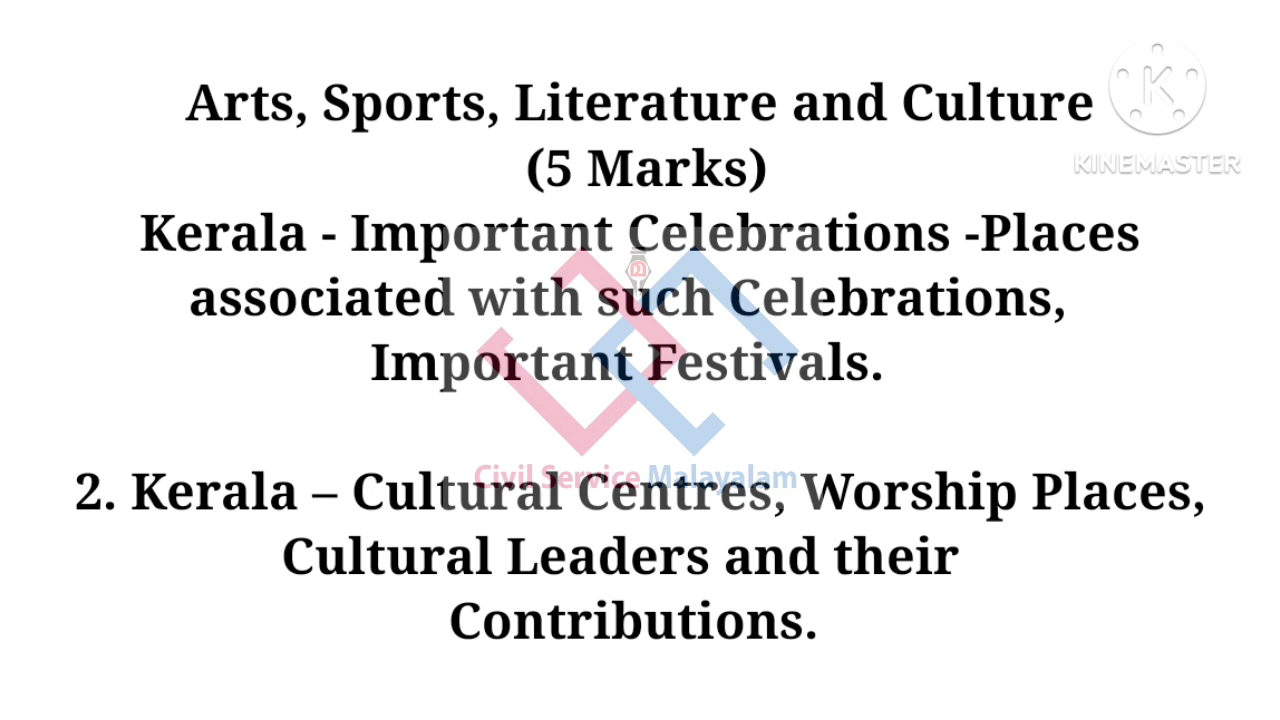 Arts, Sports, Literature and Culture
(5 Marks)
KINEMASTER
Kerala - Important Celebrations -Places
associated with such Celebrations,
Important Festivals.
Civil Service Malayalam
2. Kerala – Cultural Centres, Worship Places,
Cultural Leaders and their
Contributions.